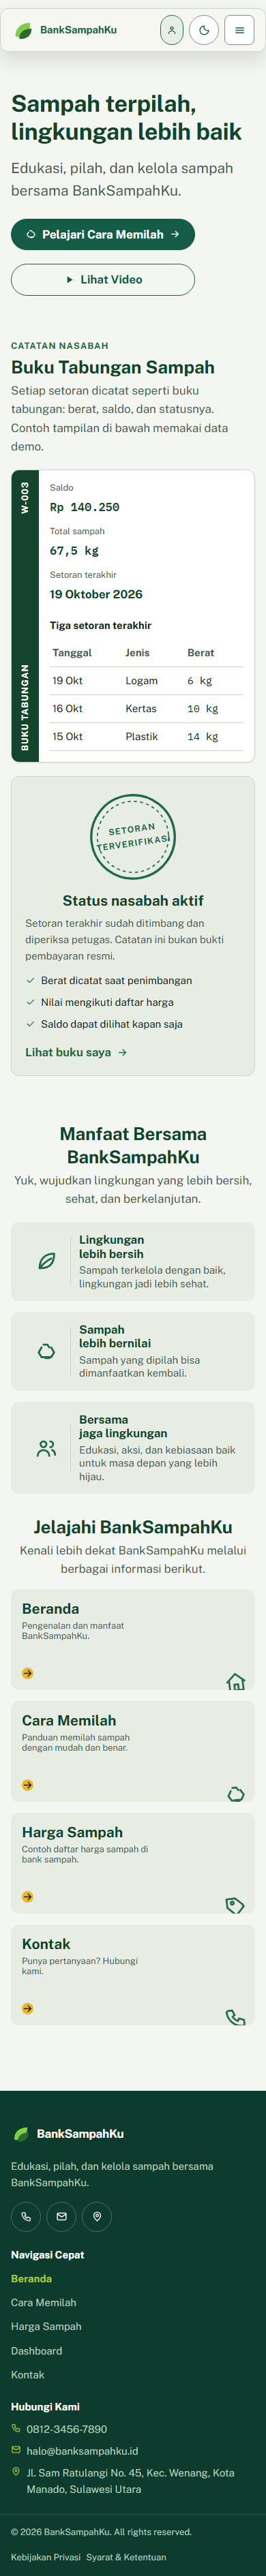 BankSampahKu
Sampah terpilah,
lingkungan lebih baik
Edukasi, pilah, dan kelola sampah
bersama BankSampahKu.
Pelajari Cara Memilah
Lihat Video
CATATAN NASABAH
Buku Tabungan Sampah
Setiap setoran dicatat seperti buku
tabungan: berat, saldo, dan statusnya.
Contoh tampilan di bawah memakai data
demo.
W-003
BUKU TABUNGAN
Saldo
Rp 140.250
Total sampah
67,5 kg
Setoran terakhir
19 Oktober 2026
Tiga setoran terakhir
Tanggal Jenis Berat
19 Okt Logam 6 kg
16 Okt Kertas 10 kg
15 Okt Plastik 14 kg
SETORAN
TERVERIFIKASI
Status nasabah aktif
Setoran terakhir sudah ditimbang dan
diperiksa petugas. Catatan ini bukan bukti
pembayaran resmi.
Berat dicatat saat penimbangan
Nilai mengikuti daftar harga
Saldo dapat dilihat kapan saja
Lihat buku saya
Manfaat Bersama
BankSampahKu
Yuk, wujudkan lingkungan yang lebih bersih,
sehat, dan berkelanjutan.
Lingkungan
lebih bersih
Sampah terkelola dengan baik,
lingkungan jadi lebih sehat.
Sampah
lebih bernilai
Sampah yang dipilah bisa
dimanfaatkan kembali.
Bersama
jaga lingkungan
Edukasi, aksi, dan kebiasaan baik
untuk masa depan yang lebih
hijau.
Jelajahi BankSampahKu
Kenali lebih dekat BankSampahKu melalui
berbagai informasi berikut.
Beranda
Pengenalan dan manfaat
BankSampahKu.
Cara Memilah
Panduan memilah sampah
dengan mudah dan benar.
Harga Sampah
Contoh daftar harga sampah di
bank sampah.
Kontak
Punya pertanyaan? Hubungi
kami.
BankSampahKu
Edukasi, pilah, dan kelola sampah bersama
BankSampahKu.
Navigasi Cepat
Beranda
Cara Memilah
Harga Sampah
Dashboard
Kontak
Hubungi Kami
0812-3456-7890
halo@banksampahku.id
Jl. Sam Ratulangi No. 45, Kec. Wenang, Kota
Manado, Sulawesi Utara
© 2026 BankSampahKu. All rights reserved.
Kebijakan Privasi Syarat & Ketentuan